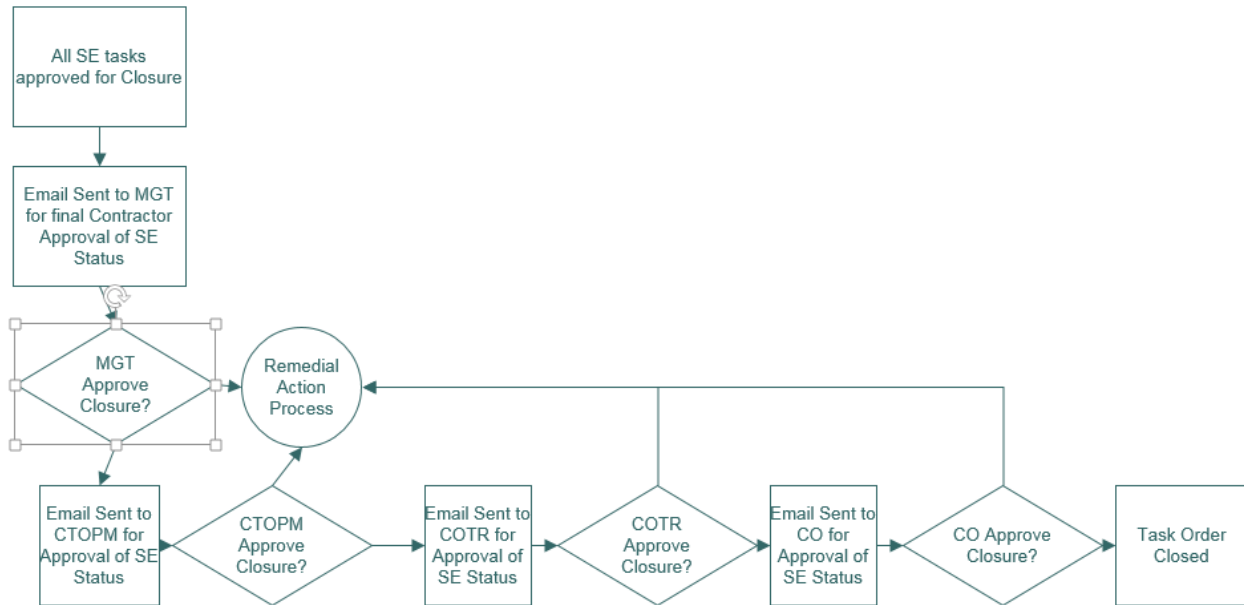 All SE tasks
approved for Closure
Email Sent to MGT
for final Contractor
Approval of SE
Status
MGT
Approve
Closure?
Remedial
Action
Process
Email Sent to
CTOPM for
Approval of SE
Status
CTOPM
Approve
Closure?
Email Sent to
COTR for
Approval of
SE Status
COTR
Approve
Closure?
Email Sent to
CO for
Approval of
SE Status
CO Approve
Closure?
Task Order
Closed